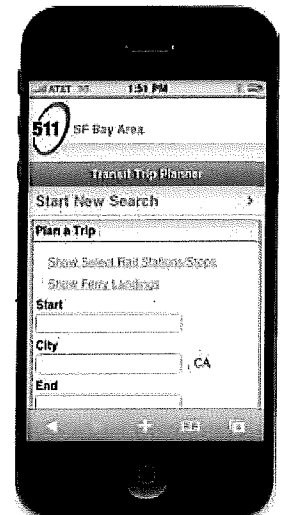 AT&T
1:51 PM
511 SF Bay Area
Transit Trip Planner
Start New Search >
Plan a Trip
Show Select Rail Stations/Stops
Show Ferry Landings
Start
City
, CA
End